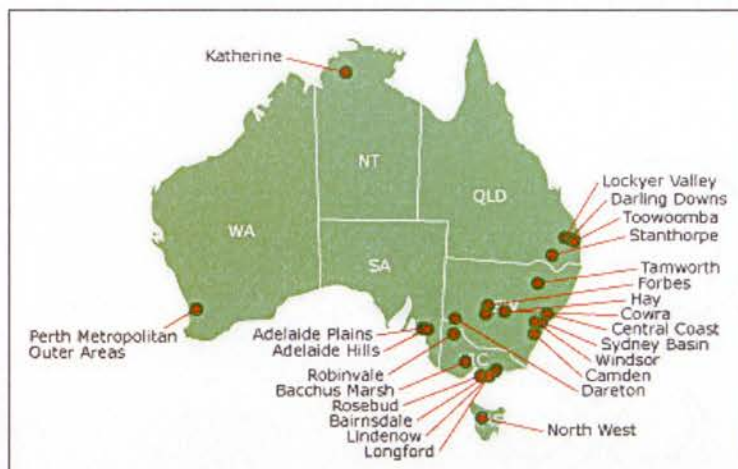 Katherine
NT
QLD
WA
SA
Lockyer Valley
Darling Downs
Toowoomba
Stanthorpe
Tamworth
Forbes
Hay
Cowra
Central Coast
Sydney Basin
Windsor
Camden
Dareton
Perth Metropolitan
Outer Areas
Adelaide Plains
Adelaide Hills
Robinvale
Bacchus Marsh
Rosebud
Bairnsdale
Lindenow
Longford
North West